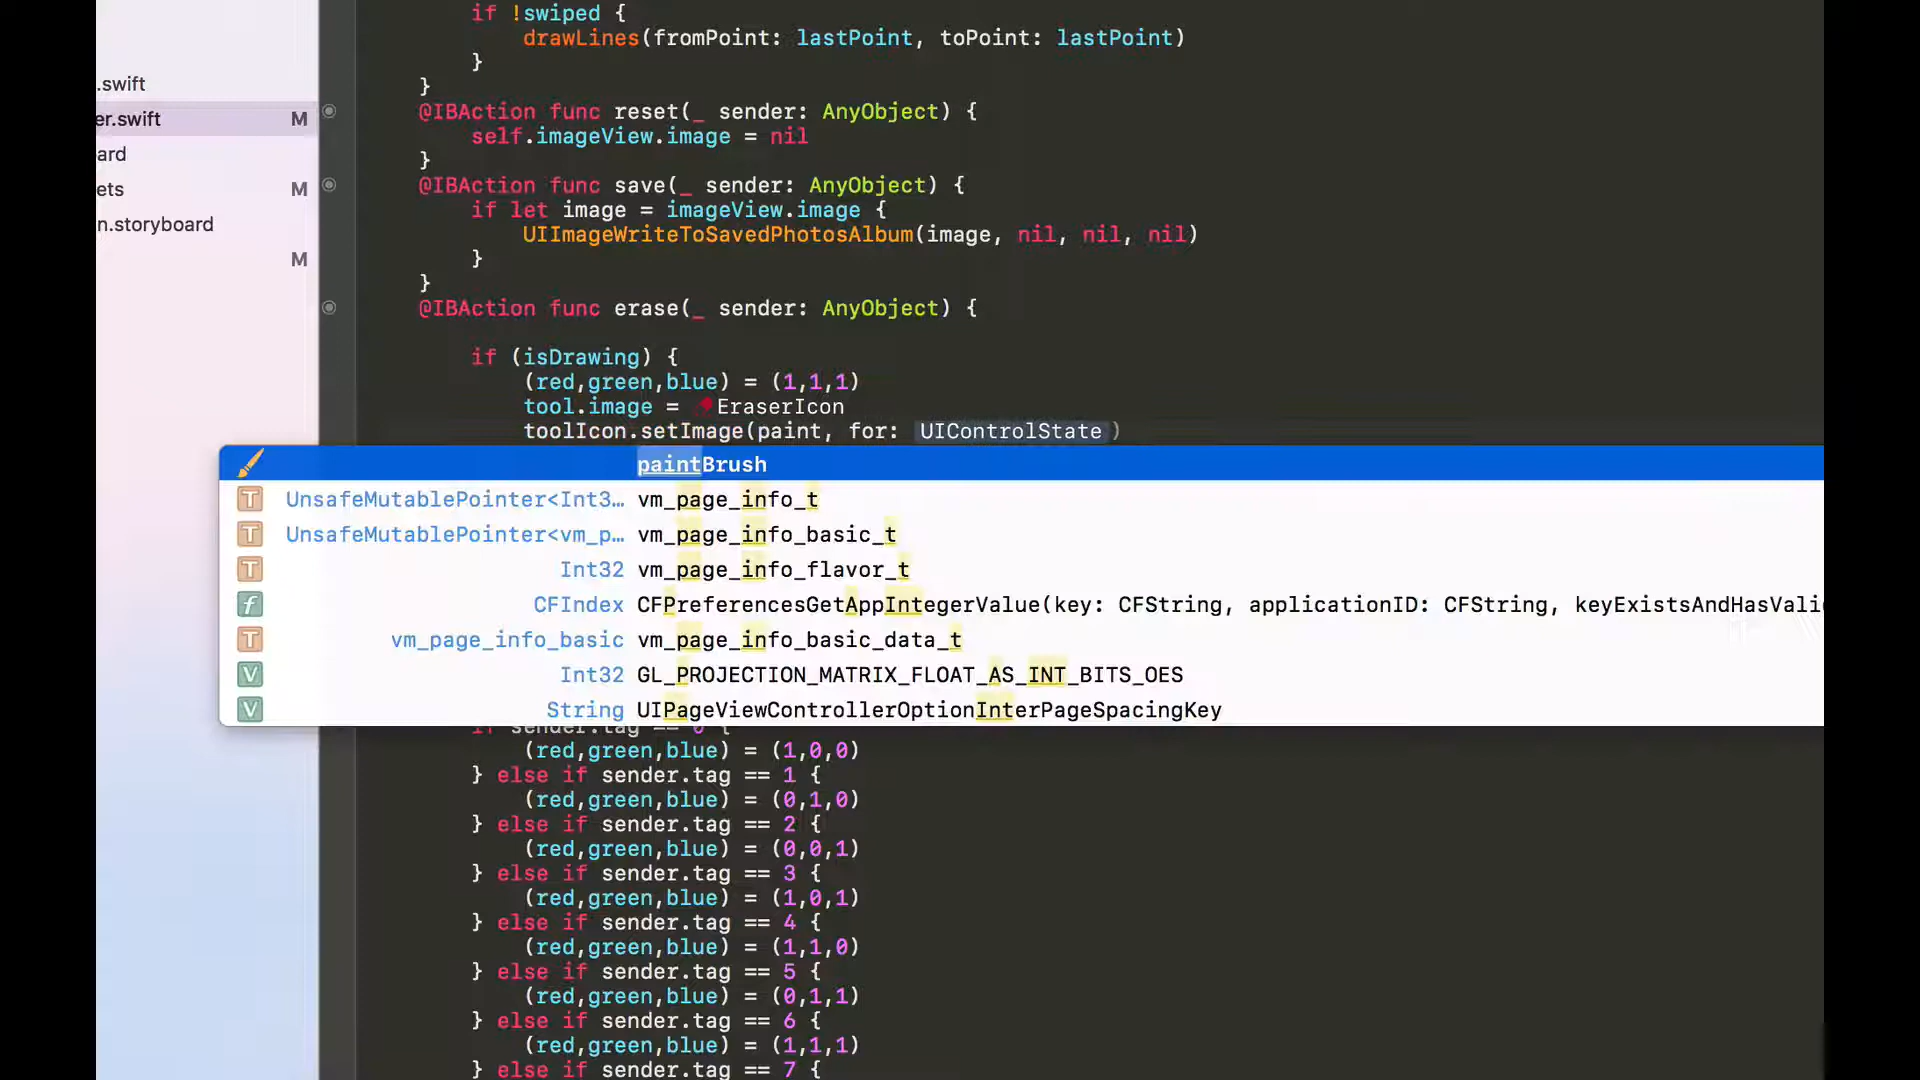 .swift
er.swift M
ard
ets M
n.storyboard
M
if !swiped {
drawLines(fromPoint: lastPoint, toPoint: lastPoint)
}
}
@IBAction func reset(_ sender: AnyObject) {
self.imageView.image = nil
}
@IBAction func save(_ sender: AnyObject) {
if let image = imageView.image {
UIImageWriteToSavedPhotosAlbum(image, nil, nil, nil)
}
}
@IBAction func erase(_ sender: AnyObject) {
if (isDrawing) {
(red,green,blue) = (1,1,1)
tool.image = EraserIcon
toolIcon.setImage(paint, for: UIControlState)
paintBrush
T UnsafeMutablePointer<Int3… vm_page_info_t
T UnsafeMutablePointer<vm_p… vm_page_info_basic_t
T Int32 vm_page_info_flavor_t
f CFIndex CFPreferencesGetAppIntegerValue(key: CFString, applicationID: CFString, keyExistsAndHasVali
T vm_page_info_basic vm_page_info_basic_data_t
V Int32 GL_PROJECTION_MATRIX_FLOAT_AS_INT_BITS_OES
V String UIPageViewControllerOptionInterPageSpacingKey
if sender.tag == 0 {
(red,green,blue) = (1,0,0)
} else if sender.tag == 1 {
(red,green,blue) = (0,1,0)
} else if sender.tag == 2 {
(red,green,blue) = (0,0,1)
} else if sender.tag == 3 {
(red,green,blue) = (1,0,1)
} else if sender.tag == 4 {
(red,green,blue) = (1,1,0)
} else if sender.tag == 5 {
(red,green,blue) = (0,1,1)
} else if sender.tag == 6 {
(red,green,blue) = (1,1,1)
} else if sender.tag == 7 {